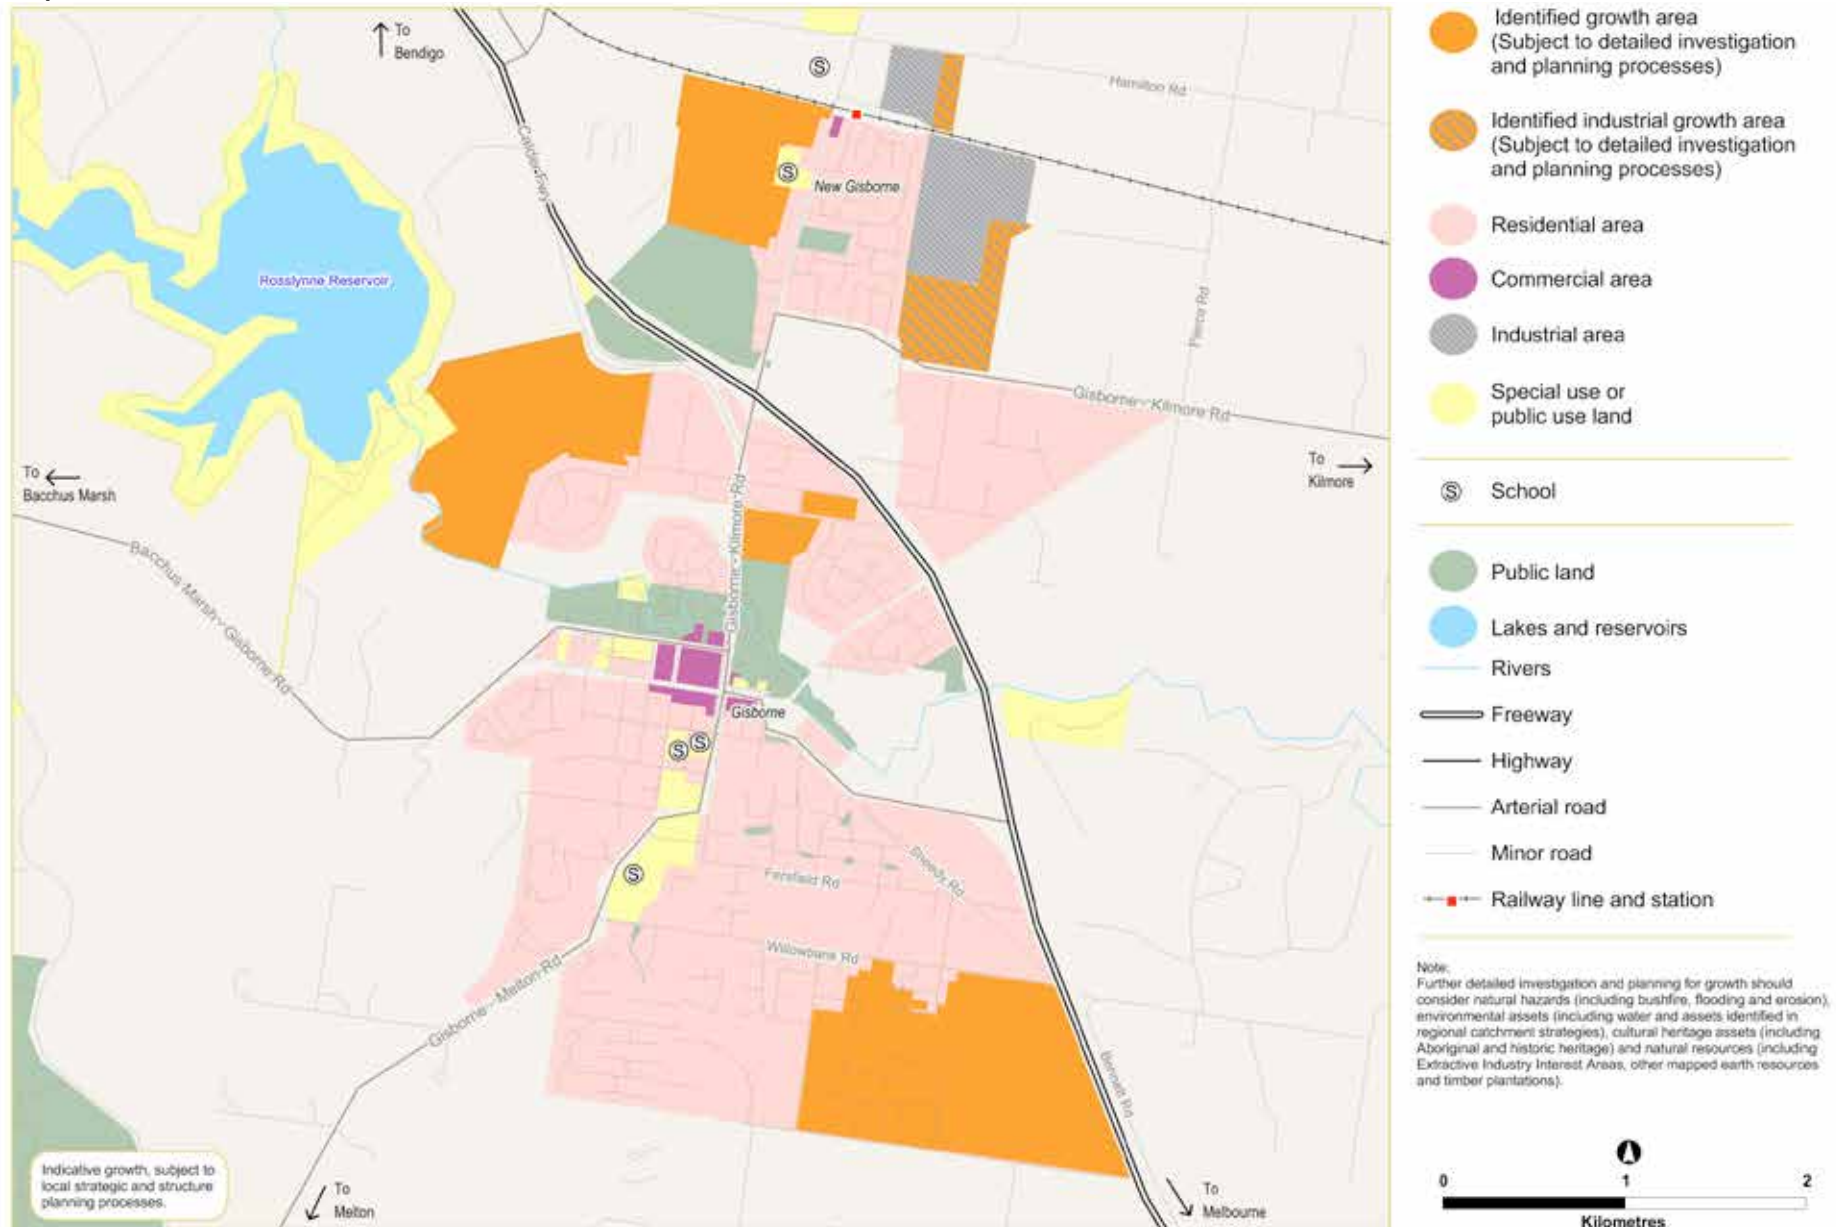 To
Bendigo
Hamilton Rd
Calder Fwy
S
S
New Gisborne
Rosslynne Reservoir
Pierce Rd
Gisborne - Kilmore Rd
To
Bacchus Marsh
To
Kilmore
Gisborne - Kilmore Rd
Bacchus Marsh - Gisborne Rd
Gisborne
S
S
S
Fersfield Rd
Sheedy Rd
Willowbank Rd
Gisborne - Melton Rd
Bennett Rd
Indicative growth, subject to
local strategic and structure
planning processes.
To
Melton
To
Melbourne
Identified growth area
(Subject to detailed investigation
and planning processes)
Identified industrial growth area
(Subject to detailed investigation
and planning processes)
Residential area
Commercial area
Industrial area
Special use or
public use land
S School
Public land
Lakes and reservoirs
Rivers
Freeway
Highway
Arterial road
Minor road
Railway line and station
Note:
Further detailed investigation and planning for growth should
consider natural hazards (including bushfire, flooding and erosion),
environmental assets (including water and assets identified in
regional catchment strategies), cultural heritage assets (including
Aboriginal and historic heritage) and natural resources (including
Extractive Industry Interest Areas, other mapped earth resources
and timber plantations).
0 1 2
Kilometres